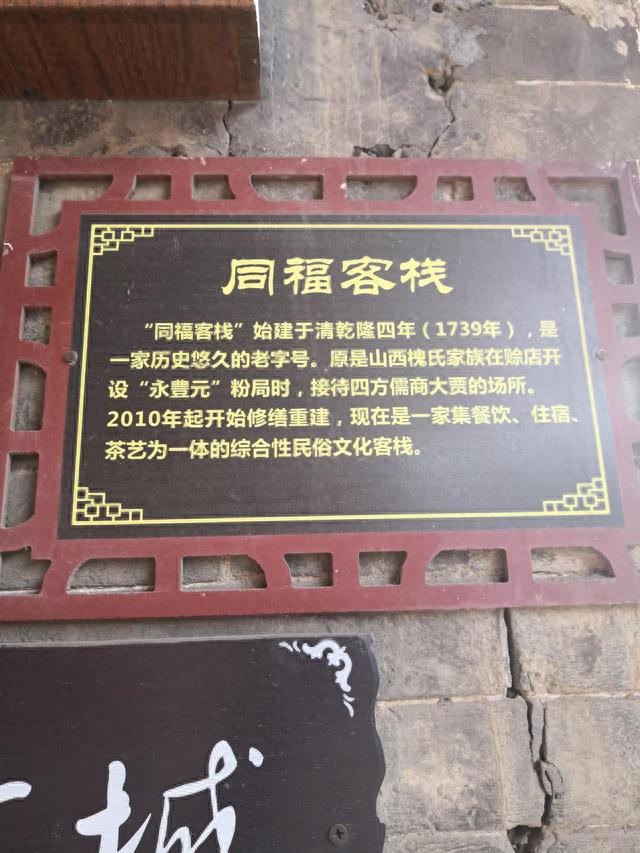 同福客栈
“同福客栈”始建于清乾隆四年（1739年），是
一家历史悠久的老字号。原是山西槐氏家族在赊店开
设“永豐元”粉局时，接待四方儒商大贾的场所。
2010年起开始修缮重建，现在是一家集餐饮、住宿、
茶艺为一体的综合性民俗文化客栈。
城